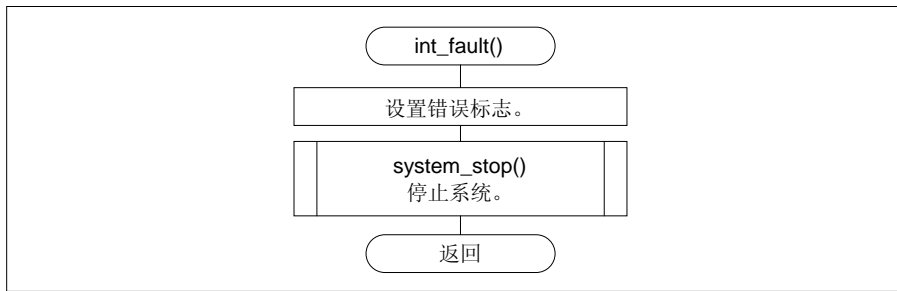 int_fault()
设置错误标志。
system_stop()
停止系统。
返回